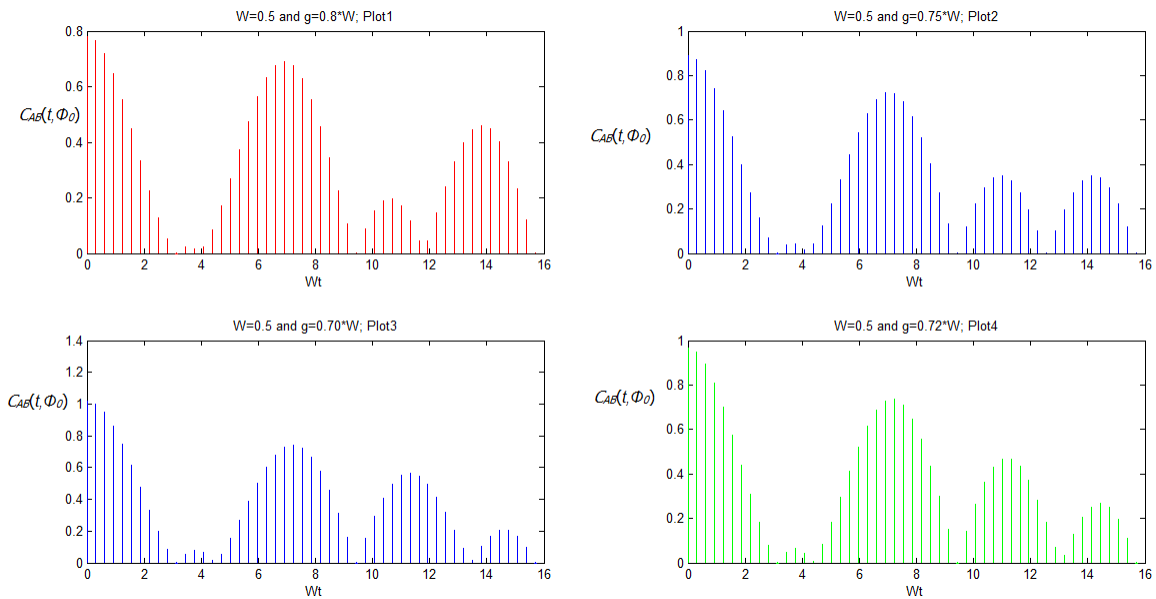 W=0.5 and g=0.8*W; Plot1
0.8
0.6
C_AB(t,Φ_0)
0.4
0.2
0
0 2 4 6 8 10 12 14 16
Wt
W=0.5 and g=0.75*W; Plot2
1
0.8
0.6
C_AB(t,Φ_0)
0.4
0.2
0
0 2 4 6 8 10 12 14 16
Wt
W=0.5 and g=0.70*W; Plot3
1.4
1.2
1
C_AB(t,Φ_0)
0.8
0.6
0.4
0.2
0
0 2 4 6 8 10 12 14 16
Wt
W=0.5 and g=0.72*W; Plot4
1
0.8
C_AB(t,Φ_0)
0.6
0.4
0.2
0
0 2 4 6 8 10 12 14 16
Wt